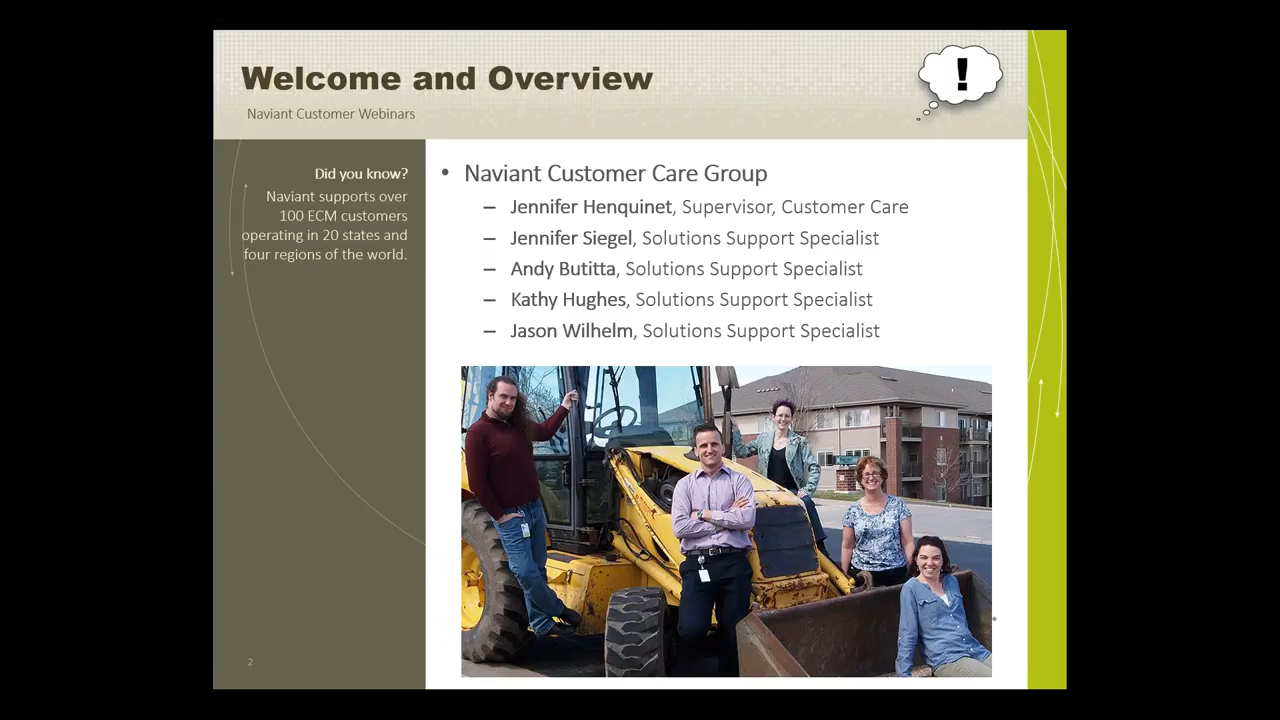 Welcome and Overview
Naviant Customer Webinars
!
Did you know?
Naviant supports over
100 ECM customers
operating in 20 states and
four regions of the world.
• Naviant Customer Care Group
– Jennifer Henquinet, Supervisor, Customer Care
– Jennifer Siegel, Solutions Support Specialist
– Andy Butitta, Solutions Support Specialist
– Kathy Hughes, Solutions Support Specialist
– Jason Wilhelm, Solutions Support Specialist
2